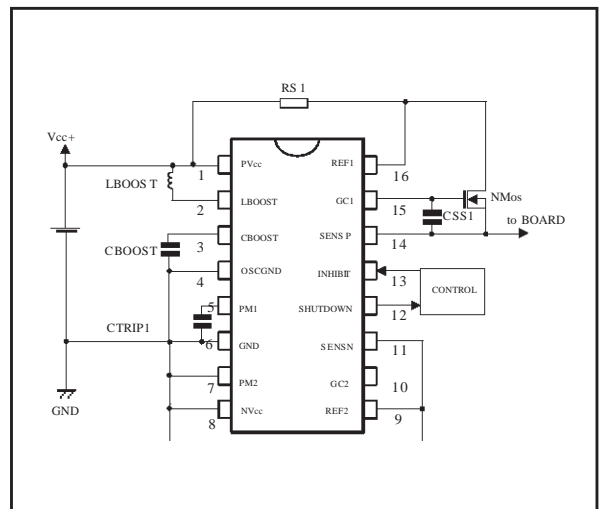 RS 1
Vcc+
LBOOS T
CBOOST
CTRIP1
GND
1 PVcc REF1 16
2 LBOOST GC1 15
3 CBOOST SENS P 14
4 OSCGND INHIBIT 13
5 PM1 SHUTDOWN 12
6 GND SENSN 11
7 PM2 GC2 10
8 NVcc REF2 9
NMos
CSS1
to BOARD
CONTROL